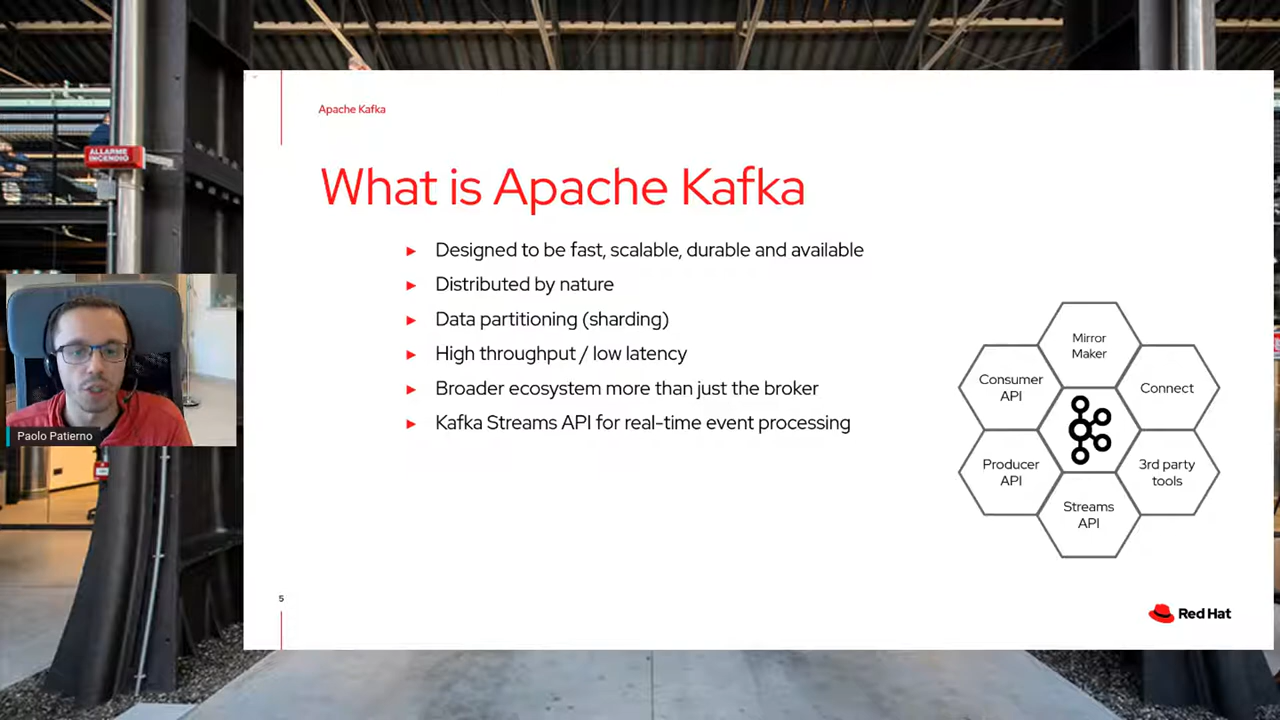 Apache Kafka
What is Apache Kafka
Designed to be fast, scalable, durable and available
Distributed by nature
Data partitioning (sharding)
High throughput / low latency
Broader ecosystem more than just the broker
Kafka Streams API for real-time event processing
Mirror
Maker
Consumer
API
Connect
Producer
API
3rd party
tools
Streams
API
5
Red Hat
ALLARME
INCENDIO
Paolo Patierno